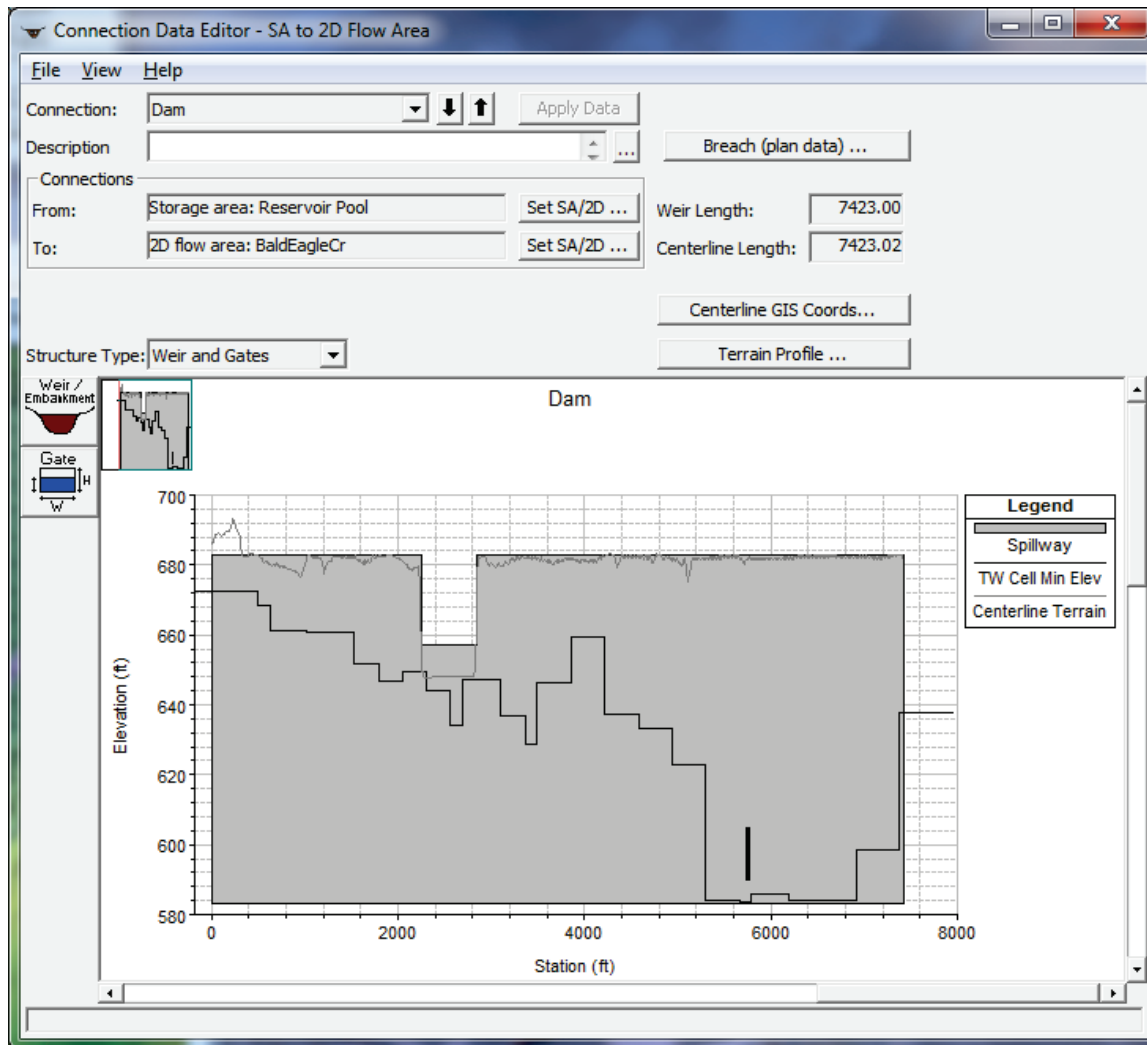 Connection Data Editor - SA to 2D Flow Area
File View Help
Connection: Dam Apply Data
Description ... Breach (plan data) ...
Connections
From: Storage area: Reservoir Pool Set SA/2D ... Weir Length: 7423.00
To: 2D flow area: BaldEagleCr Set SA/2D ... Centerline Length: 7423.02
Centerline GIS Coords...
Structure Type: Weir and Gates Terrain Profile ...
Weir /
Embankment
Gate
H
W
Dam
Legend
Spillway
TW Cell Min Elev
Centerline Terrain
700
680
660
640
620
600
580
Elevation (ft)
0 2000 4000 6000 8000
Station (ft)